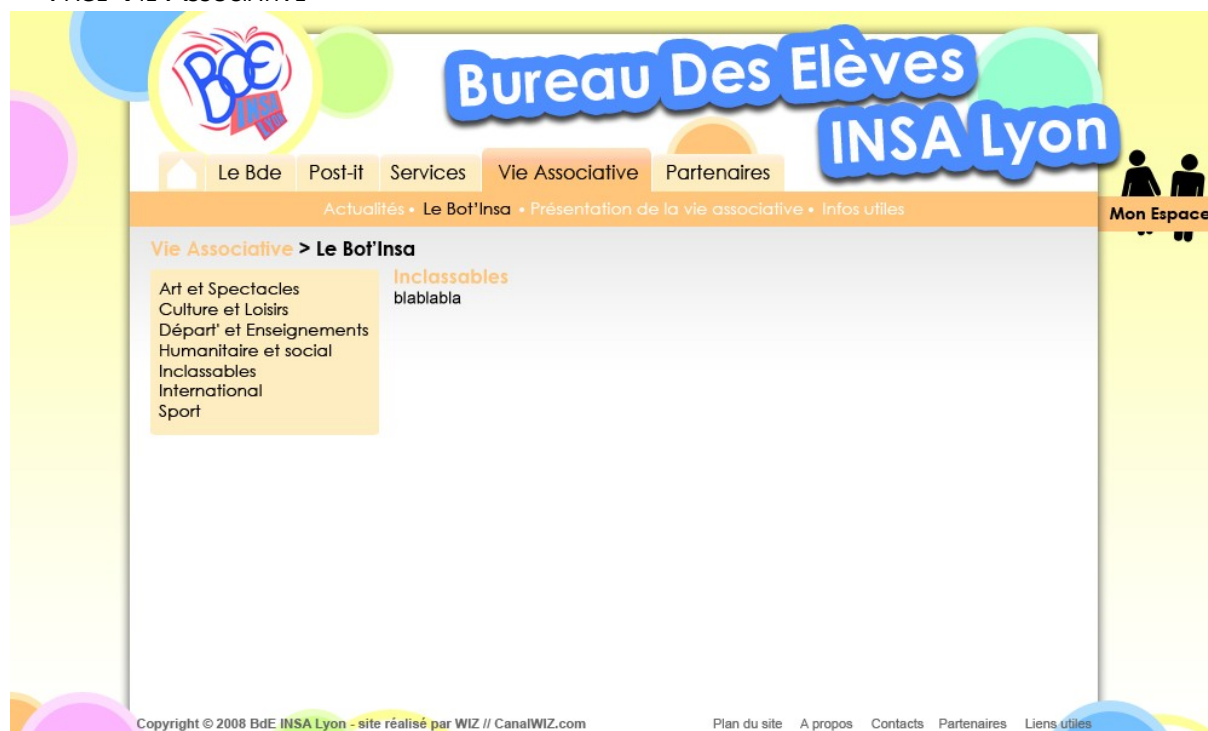 BDE
INSA
Lyon
Bureau Des Elèves
INSA Lyon
Le Bde Post-it Services Vie Associative Partenaires
Actualités • Le Bot'Insa • Présentation de la vie associative • Infos utiles
Mon Espace
Vie Associative > Le Bot'Insa
Art et Spectacles
Culture et Loisirs
Départ' et Enseignements
Humanitaire et social
Inclassables
International
Sport
Inclassables
blablabla
Copyright © 2008 BdE INSA Lyon - site réalisé par WIZ // CanalWIZ.com
Plan du site A propos Contacts Partenaires Liens utiles